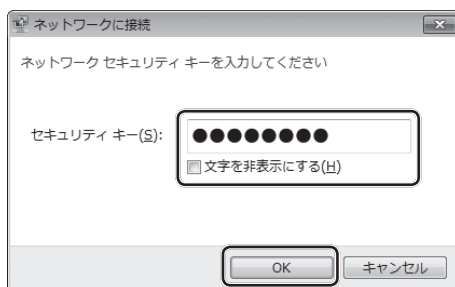 ネットワークに接続
ネットワーク セキュリティ キーを入力してください
セキュリティ キー(S):
●●●●●●●●
文字を非表示にする(H)
OK
キャンセル